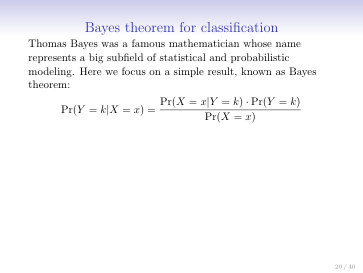 Bayes theorem for classification
Thomas Bayes was a famous mathematician whose name
represents a big subfield of statistical and probabilistic
modeling. Here we focus on a simple result, known as Bayes
theorem:
Pr(Y = k|X = x) = Pr(X = x|Y = k) · Pr(Y = k) / Pr(X = x)
29 / 40